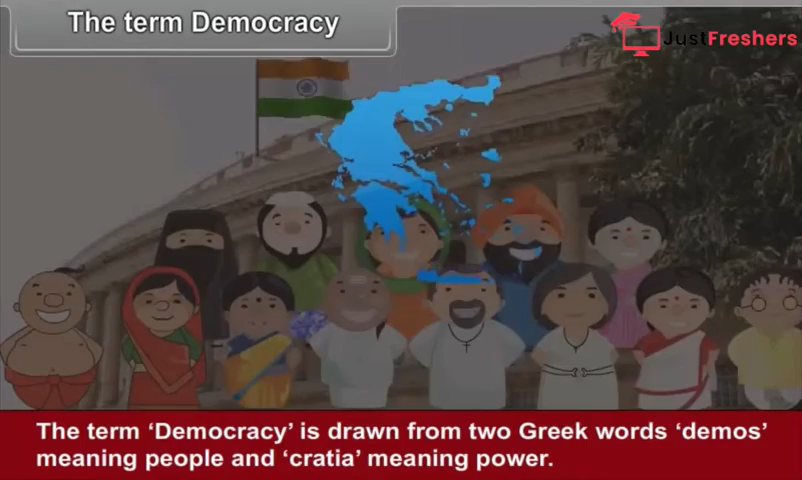 The term Democracy
JustFreshers
The term ‘Democracy’ is drawn from two Greek words ‘demos’
meaning people and ‘cratia’ meaning power.